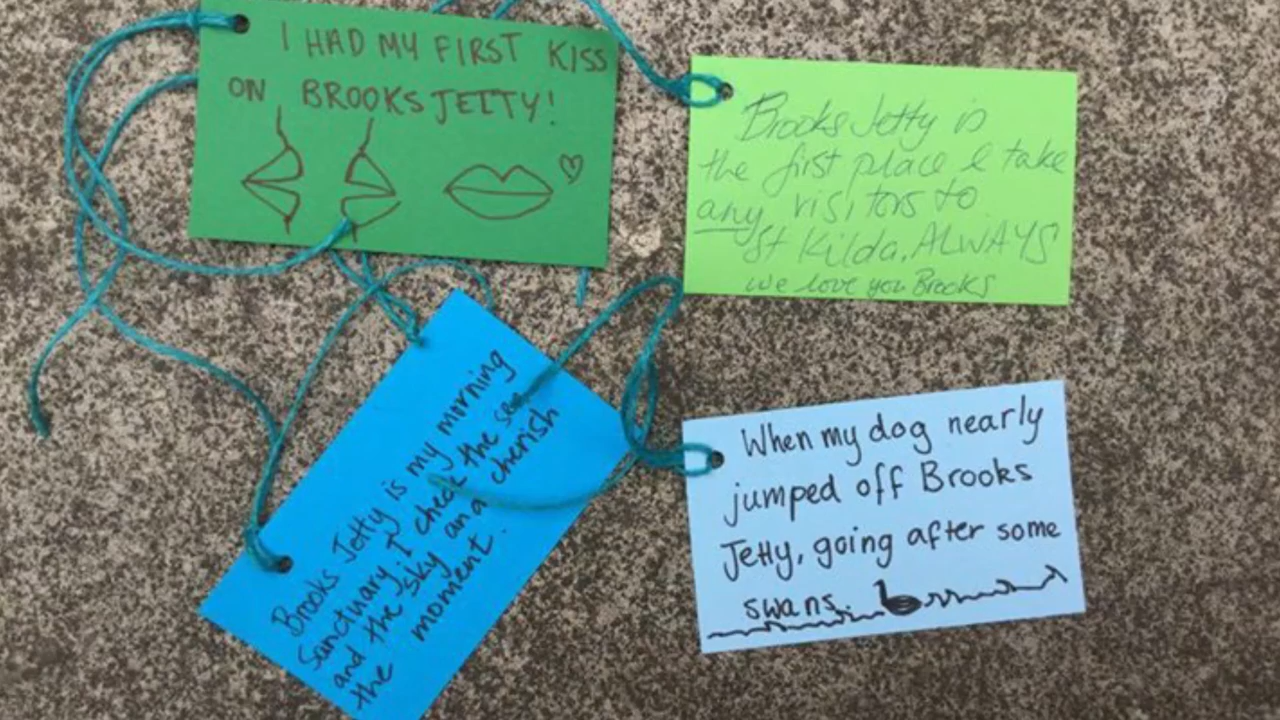 I HAD MY FIRST KISS
ON BROOKS JETTY!
Brooks Jetty is
the first place I take
any visitors to
St Kilda. ALWAYS
we love you Brooks
Brooks Jetty is my morning
Sanctuary, I check the sea
and the sky and cherish
the moment.
When my dog nearly
jumped off Brooks
Jetty, going after some
swans.